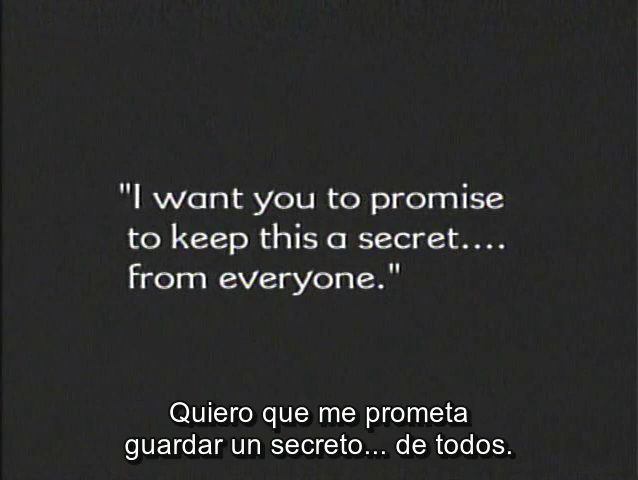 "I want you to promise
to keep this a secret....
from everyone."
Quiero que me prometa
guardar un secreto... de todos.